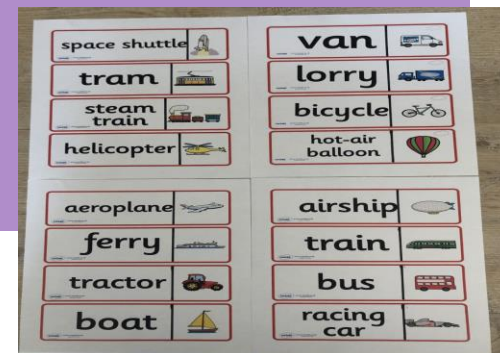 space shuttle
tram
steam
train
helicopter
van
lorry
bicycle
hot-air
balloon
aeroplane
ferry
tractor
boat
airship
train
bus
racing
car